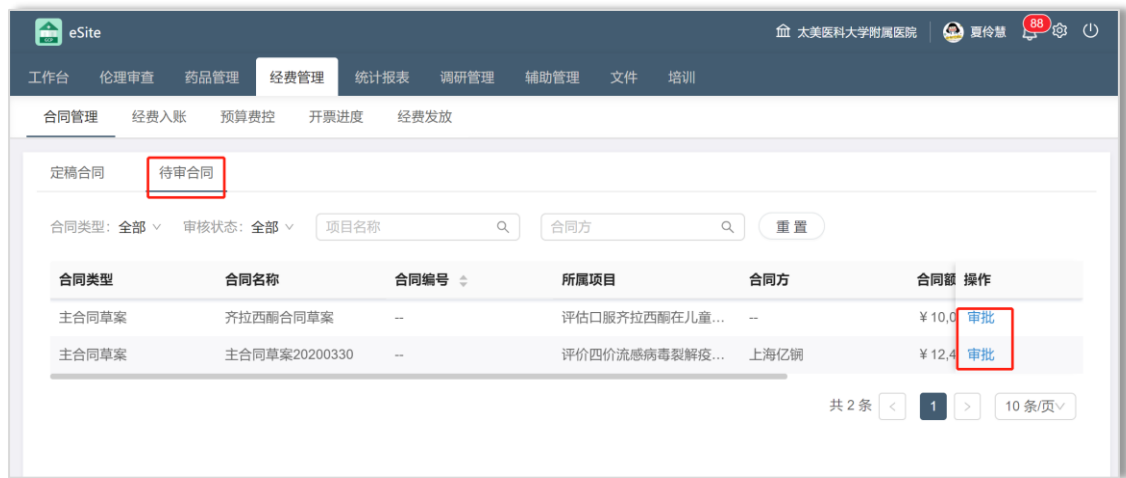 eSite 太美医科大学附属医院 夏伶慧 88
工作台 伦理审查 药品管理 经费管理 统计报表 调研管理 辅助管理 文件 培训
合同管理 经费入账 预算费控 开票进度 经费发放
定稿合同 待审合同
合同类型: 全部 审核状态: 全部 项目名称 合同方 重 置
合同类型 合同名称 合同编号 所属项目 合同方 合同额 操作
主合同草案 齐拉西酮合同草案 -- 评估口服齐拉西酮在儿童... -- ¥10,0 审批
主合同草案 主合同草案20200330 -- 评价四价流感病毒裂解疫... 上海亿锎 ¥12,4 审批
共 2 条 < 1 > 10 条/页